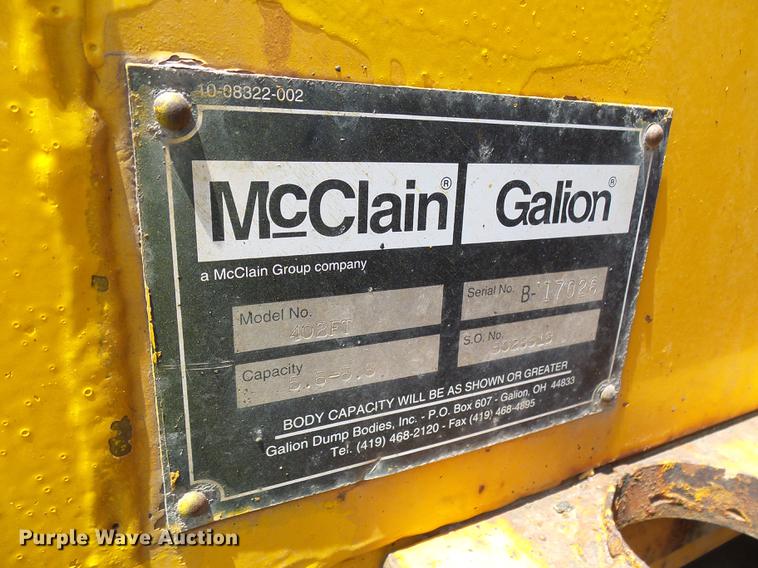 10-08322-002
McClain® Galion®
a McClain Group company
Model No. 402FT
Serial No. B-17026
Capacity
S.O. No.
BODY CAPACITY WILL BE AS SHOWN OR GREATER
Galion Dump Bodies, Inc. - P.O. Box 607 - Galion, OH 44833
Tel. (419) 468-2120 - Fax (419) 468-4895
Purple Wave Auction